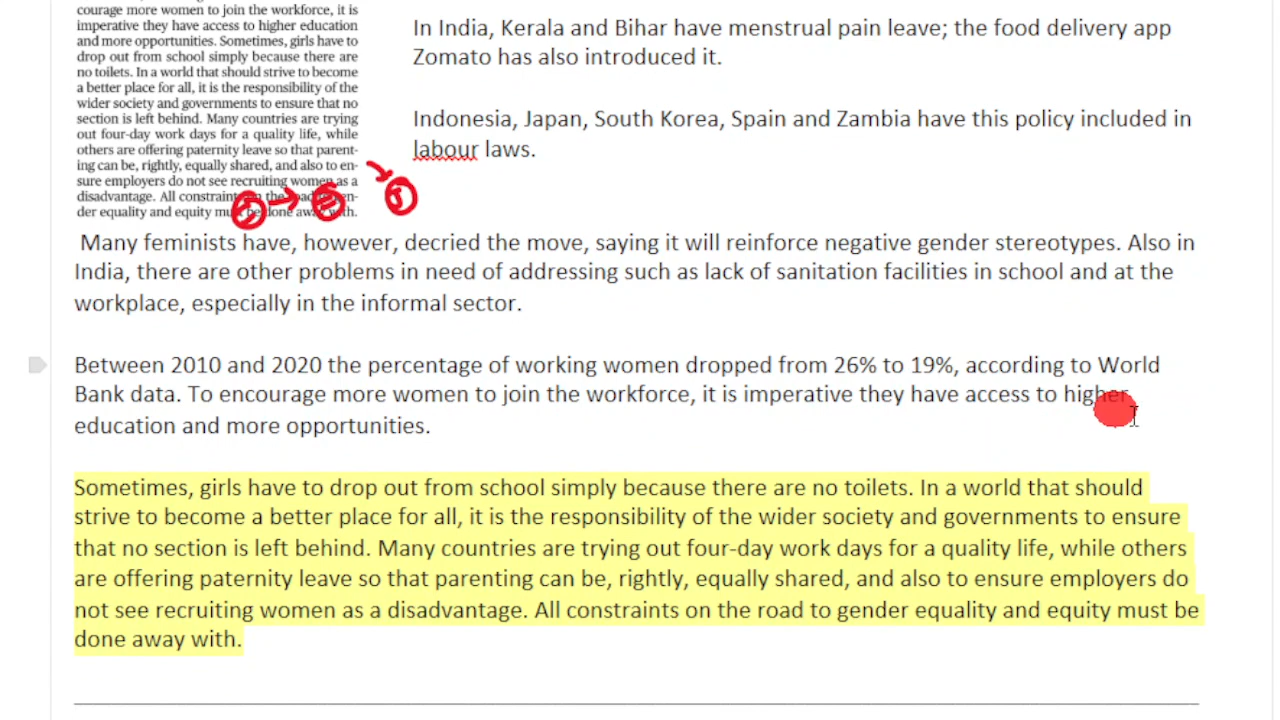 courage more women to join the workforce, it is
imperative they have access to higher education
and more opportunities. Sometimes, girls have to
drop out from school simply because there are
no toilets. In a world that should strive to become
a better place for all, it is the responsibility of the
wider society and governments to ensure that no
section is left behind. Many countries are trying
out four-day work days for a quality life, while
others are offering paternity leave so that parent-
ing can be, rightly, equally shared, and also to en-
sure employers do not see recruiting women as a
disadvantage. All constraint the road gen-
der equality and equity must be done away with.
In India, Kerala and Bihar have menstrual pain leave; the food delivery app
Zomato has also introduced it.
Indonesia, Japan, South Korea, Spain and Zambia have this policy included in
labour laws.
Many feminists have, however, decried the move, saying it will reinforce negative gender stereotypes. Also in
India, there are other problems in need of addressing such as lack of sanitation facilities in school and at the
workplace, especially in the informal sector.
Between 2010 and 2020 the percentage of working women dropped from 26% to 19%, according to World
Bank data. To encourage more women to join the workforce, it is imperative they have access to higher
education and more opportunities.
Sometimes, girls have to drop out from school simply because there are no toilets. In a world that should
strive to become a better place for all, it is the responsibility of the wider society and governments to ensure
that no section is left behind. Many countries are trying out four-day work days for a quality life, while others
are offering paternity leave so that parenting can be, rightly, equally shared, and also to ensure employers do
not see recruiting women as a disadvantage. All constraints on the road to gender equality and equity must be
done away with.